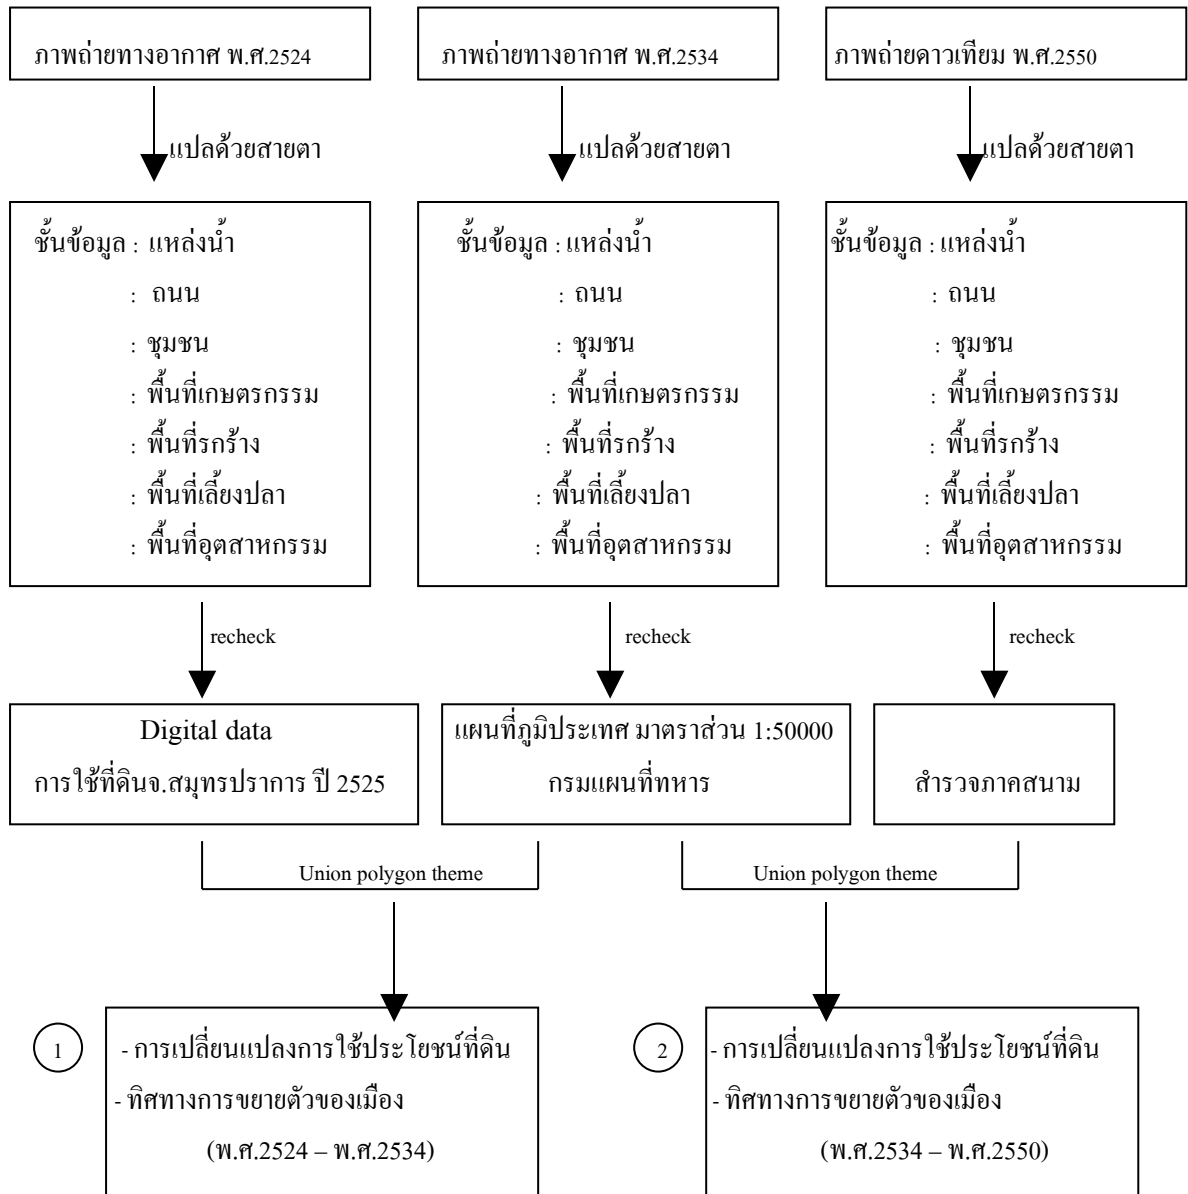 ภาพถ่ายทางอากาศ พ.ศ.2524
ภาพถ่ายทางอากาศ พ.ศ.2534
ภาพถ่ายดาวเทียม พ.ศ.2550
แปลด้วยสายตา
แปลด้วยสายตา
แปลด้วยสายตา
ชั้นข้อมูล : แหล่งน้ำ
: ถนน
: ชุมชน
: พื้นที่เกษตรกรรม
: พื้นที่รกร้าง
: พื้นที่เลี้ยงปลา
: พื้นที่อุตสาหกรรม
ชั้นข้อมูล : แหล่งน้ำ
: ถนน
: ชุมชน
: พื้นที่เกษตรกรรม
: พื้นที่รกร้าง
: พื้นที่เลี้ยงปลา
: พื้นที่อุตสาหกรรม
ชั้นข้อมูล : แหล่งน้ำ
: ถนน
: ชุมชน
: พื้นที่เกษตรกรรม
: พื้นที่รกร้าง
: พื้นที่เลี้ยงปลา
: พื้นที่อุตสาหกรรม
recheck
recheck
recheck
Digital data
การใช้ที่ดินจ.สมุทรปราการ ปี 2525
แผนที่ภูมิประเทศ มาตราส่วน 1:50000
กรมแผนที่ทหาร
สำรวจภาคสนาม
Union polygon theme
Union polygon theme
1
- การเปลี่ยนแปลงการใช้ประโยชน์ที่ดิน
- ทิศทางการขยายตัวของเมือง
(พ.ศ.2524 – พ.ศ.2534)
2
- การเปลี่ยนแปลงการใช้ประโยชน์ที่ดิน
- ทิศทางการขยายตัวของเมือง
(พ.ศ.2534 – พ.ศ.2550)